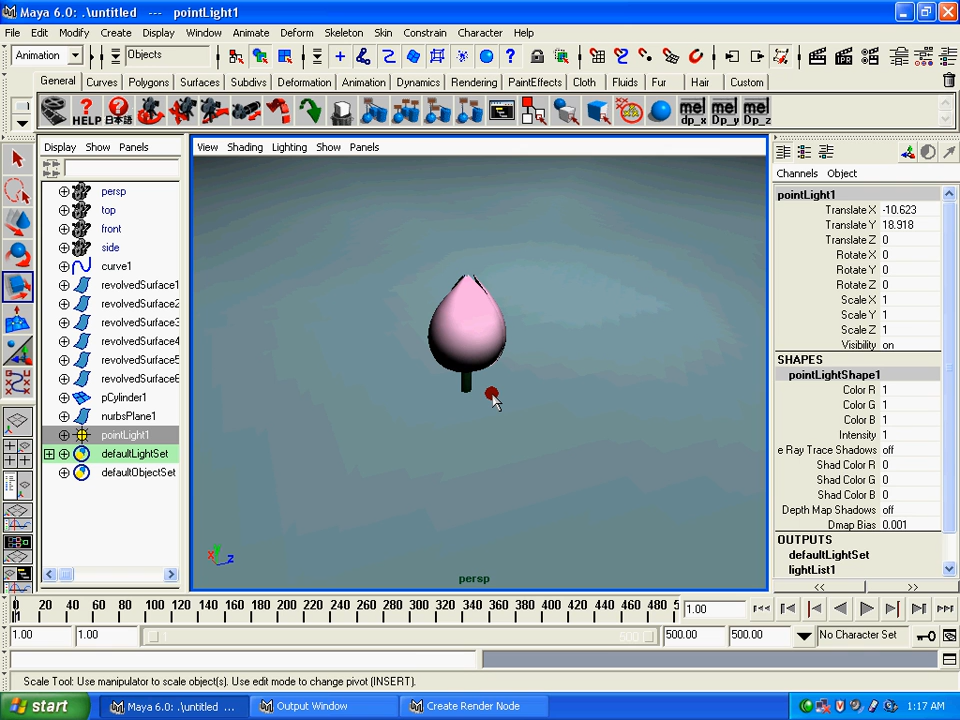 Maya 6.0: .\untitled --- pointLight1
File Edit Modify Create Display Window Animate Deform Skeleton Skin Constrain Character Help
Animation Objects
General Curves Polygons Surfaces Subdivs Deformation Animation Dynamics Rendering PaintEffects Cloth Fluids Fur Hair Custom
HELP 日本語 mel dp_x mel Dp_y mel Dp_z
Display Show Panels
View Shading Lighting Show Panels
Channels Object
persp
top
front
side
curve1
revolvedSurface1
revolvedSurface2
revolvedSurface3
revolvedSurface4
revolvedSurface5
revolvedSurface6
pCylinder1
nurbsPlane1
pointLight1
defaultLightSet
defaultObjectSet
y
x z
persp
pointLight1
Translate X -10.623
Translate Y 18.918
Translate Z 0
Rotate X 0
Rotate Y 0
Rotate Z 0
Scale X 1
Scale Y 1
Scale Z 1
Visibility on
SHAPES
pointLightShape1
Color R 1
Color G 1
Color B 1
Intensity 1
e Ray Trace Shadows off
Shad Color R 0
Shad Color G 0
Shad Color B 0
Depth Map Shadows off
Dmap Bias 0.001
OUTPUTS
defaultLightSet
lightList1
<< >>
0 20 40 60 80 100 120 140 160 180 200 220 240 260 280 300 320 340 360 380 400 420 440 460 480 5 1.00
1.00 1.00 1 500 500.00 500.00 No Character Set
Scale Tool: Use manipulator to scale object(s). Use edit mode to change pivot (INSERT).
start Maya 6.0: .\untitled ... Output Window Create Render Node 1:17 AM